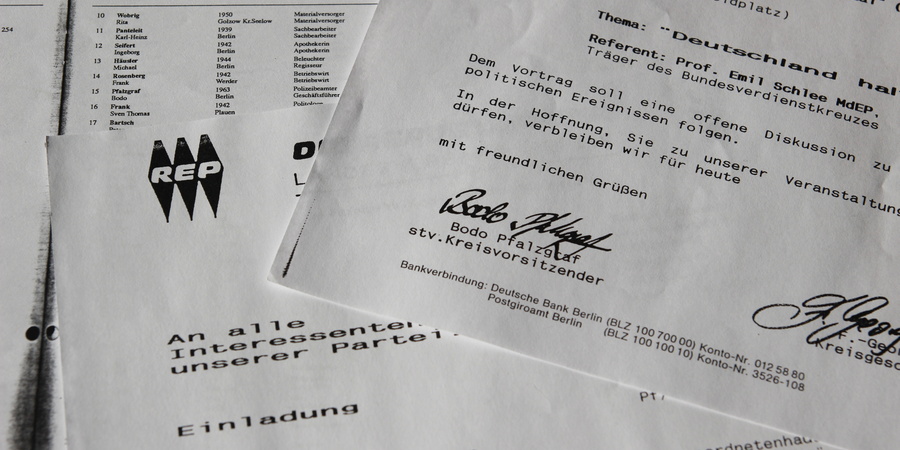 254
10 Wobrig 1950 Materialversorger
Rita Golzow Kr.Seelow
11 Panteleit 1939 Sachbearbeiter
Karl-Heinz Berlin Sachbearbeiter
12 Seifert 1942 Apothekerin
Ingeborg Berlin Apothekerin
13 Häusler 1944 Beleuchter
Michael Berlin Regisseur
14 Rosenberg 1942 Betriebswirt
Frank Werder Betriebswirt
15 Pfalzgraf 1963 Polizeibeamter
Bodo Berlin Geschäftsführer
16 Frank 1942
Sven Thomas Plauen
17 Bartsch
REP
An alle
Interessenten
unserer Partei
Einladung
Thema: "Deutschland
Referent: Prof. Emil Schlee MdEP,
Träger des Bundesverdienstkreuzes
Dem Vortrag soll eine offene Diskussion zu
politischen Ereignissen folgen.
In der Hoffnung, Sie zu unserer Veranstaltung
dürfen, verbleiben wir für heute
mit freundlichen Grüßen
Bodo Pfalzgraf
Bodo Pfalzgraf
stv.Kreisvorsitzender
Bankverbindung: Deutsche Bank Berlin (BLZ 100 700 00) Konto-Nr. 012 58 80
Postgiroamt Berlin (BLZ 100 100 10) Konto-Nr. 3526-108